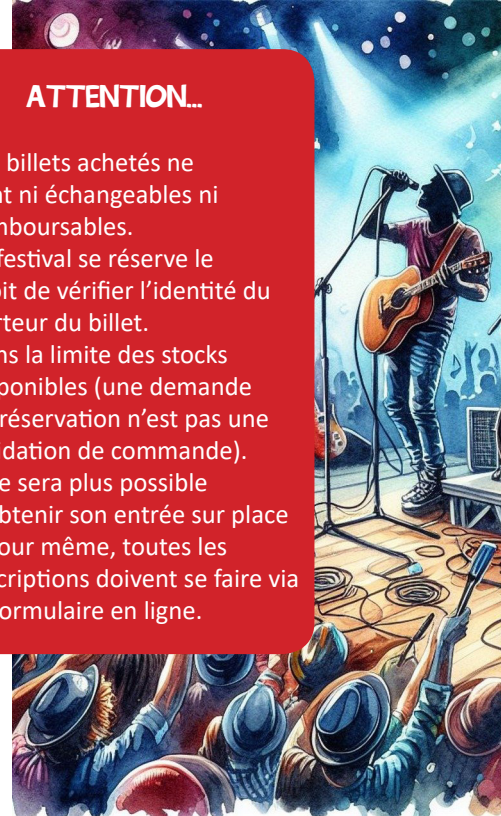 ATTENTION...
billets achetés ne
nt ni échangeables ni
mboursables.
festival se réserve le
oit de vérifier l’identité du
rteur du billet.
ns la limite des stocks
ponibles (une demande
réservation n’est pas une
idation de commande).
e sera plus possible
btenir son entrée sur place
our même, toutes les
criptions doivent se faire via
ormulaire en ligne.